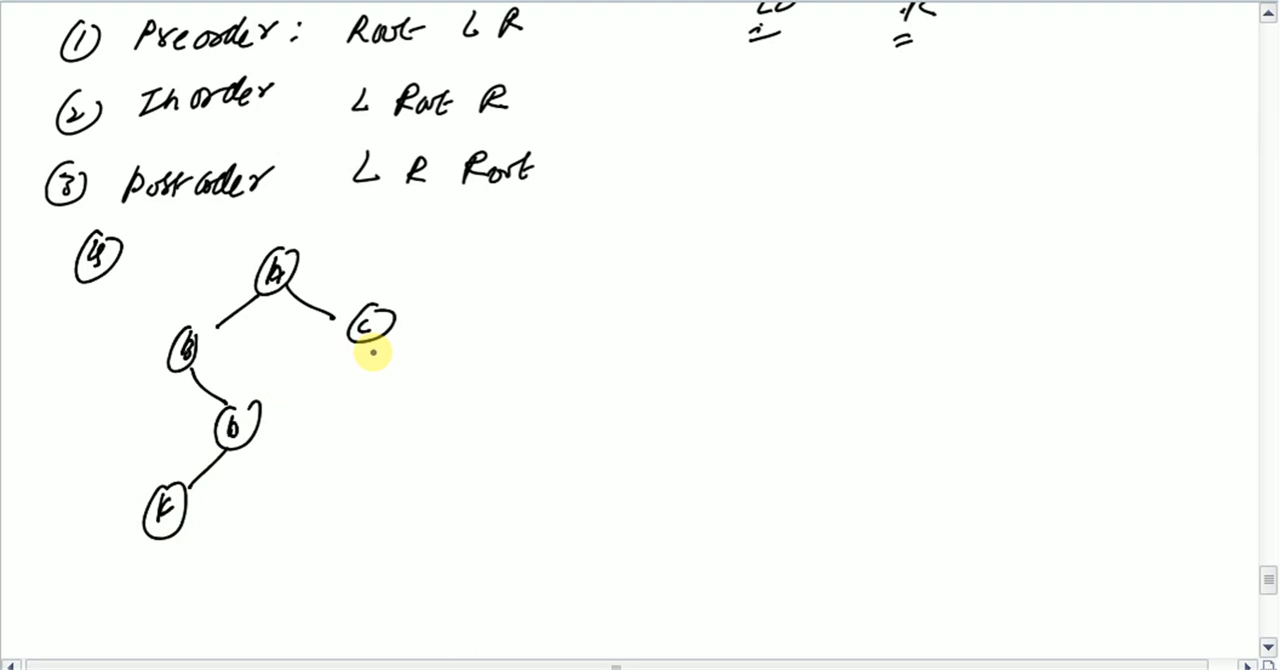 ① Preorder: Root L R
② Inorder L Root R
③ Postorder L R Root
④
A
C
B
D